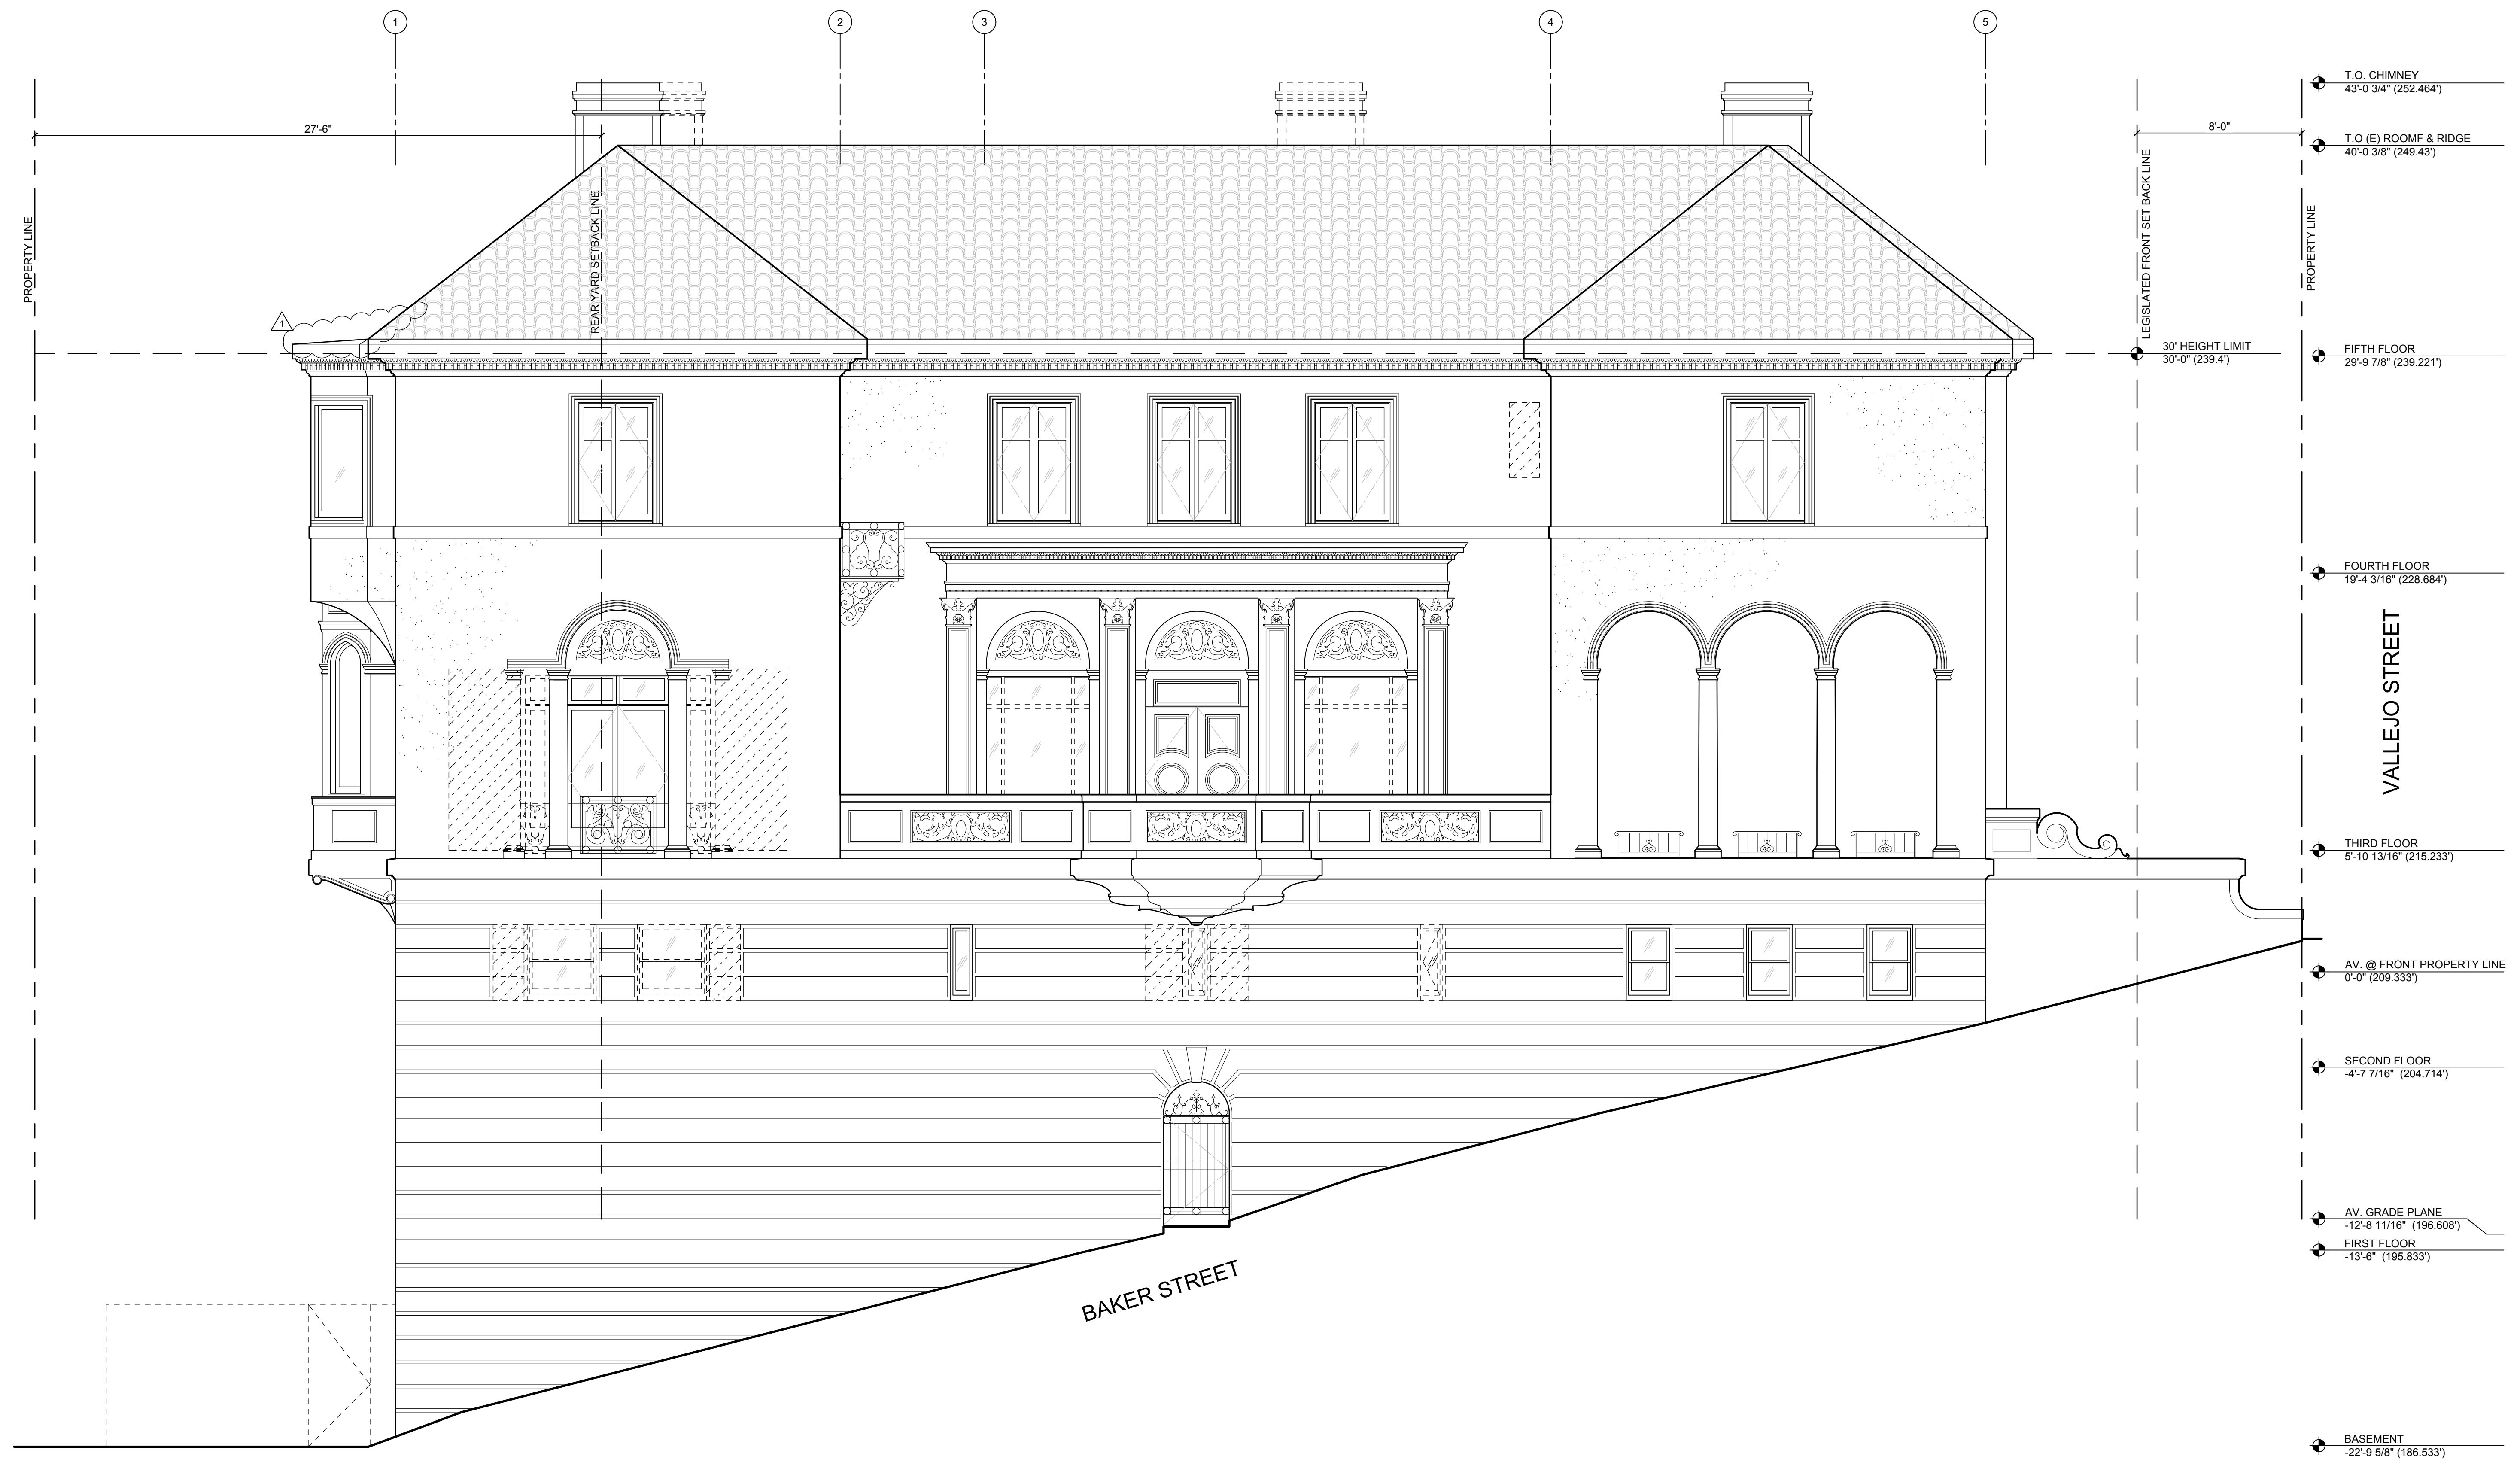 1
2
3
4
5
T.O. CHIMNEY
43'-0 3/4" (252.464')
27'-6"
8'-0"
T.O (E) ROOMF & RIDGE
40'-0 3/8" (249.43')
PROPERTY LINE
REAR YARD SETBACK LINE
LEGISLATED FRONT SET BACK LINE
PROPERTY LINE
1
30' HEIGHT LIMIT
30'-0" (239.4')
FIFTH FLOOR
29'-9 7/8" (239.221')
FOURTH FLOOR
19'-4 3/16" (228.684')
VALLEJO STREET
THIRD FLOOR
5'-10 13/16" (215.233')
AV. @ FRONT PROPERTY LINE
0'-0" (209.333')
SECOND FLOOR
-4'-7 7/16" (204.714')
AV. GRADE PLANE
-12'-8 11/16" (196.608')
FIRST FLOOR
-13'-6" (195.833')
BAKER STREET
BASEMENT
-22'-9 5/8" (186.533')